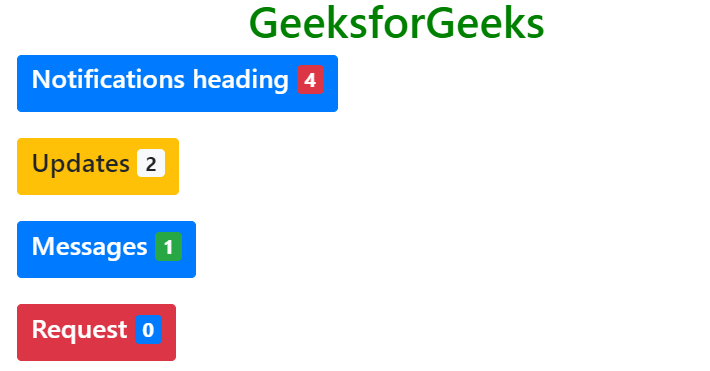 GeeksforGeeks
Notifications heading 4
Updates 2
Messages 1
Request 0